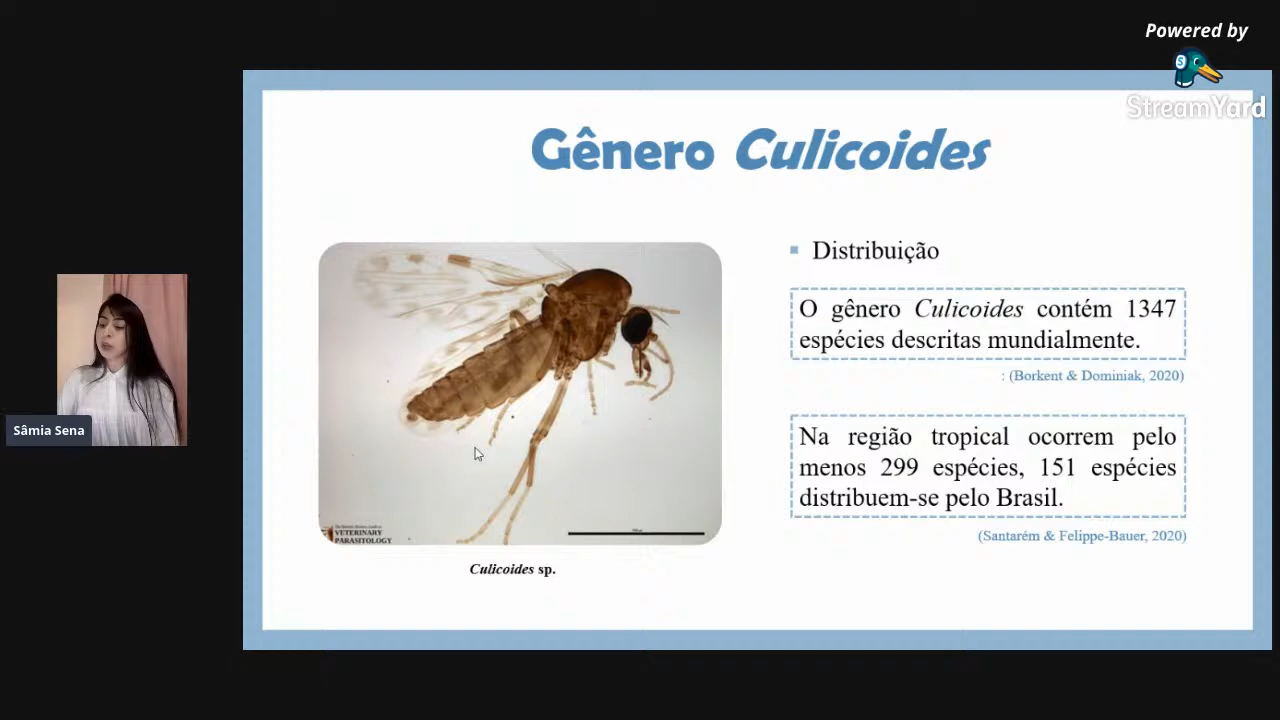 Powered by
StreamYard
Gênero Culicoides
Distribuição
O gênero Culicoides contém 1347
espécies descritas mundialmente.
: (Borkent & Dominiak, 2020)
Na região tropical ocorrem pelo
menos 299 espécies, 151 espécies
distribuem-se pelo Brasil.
(Santarém & Felippe-Bauer, 2020)
VETERINARY
PARASITOLOGY
Culicoides sp.
Sâmia Sena